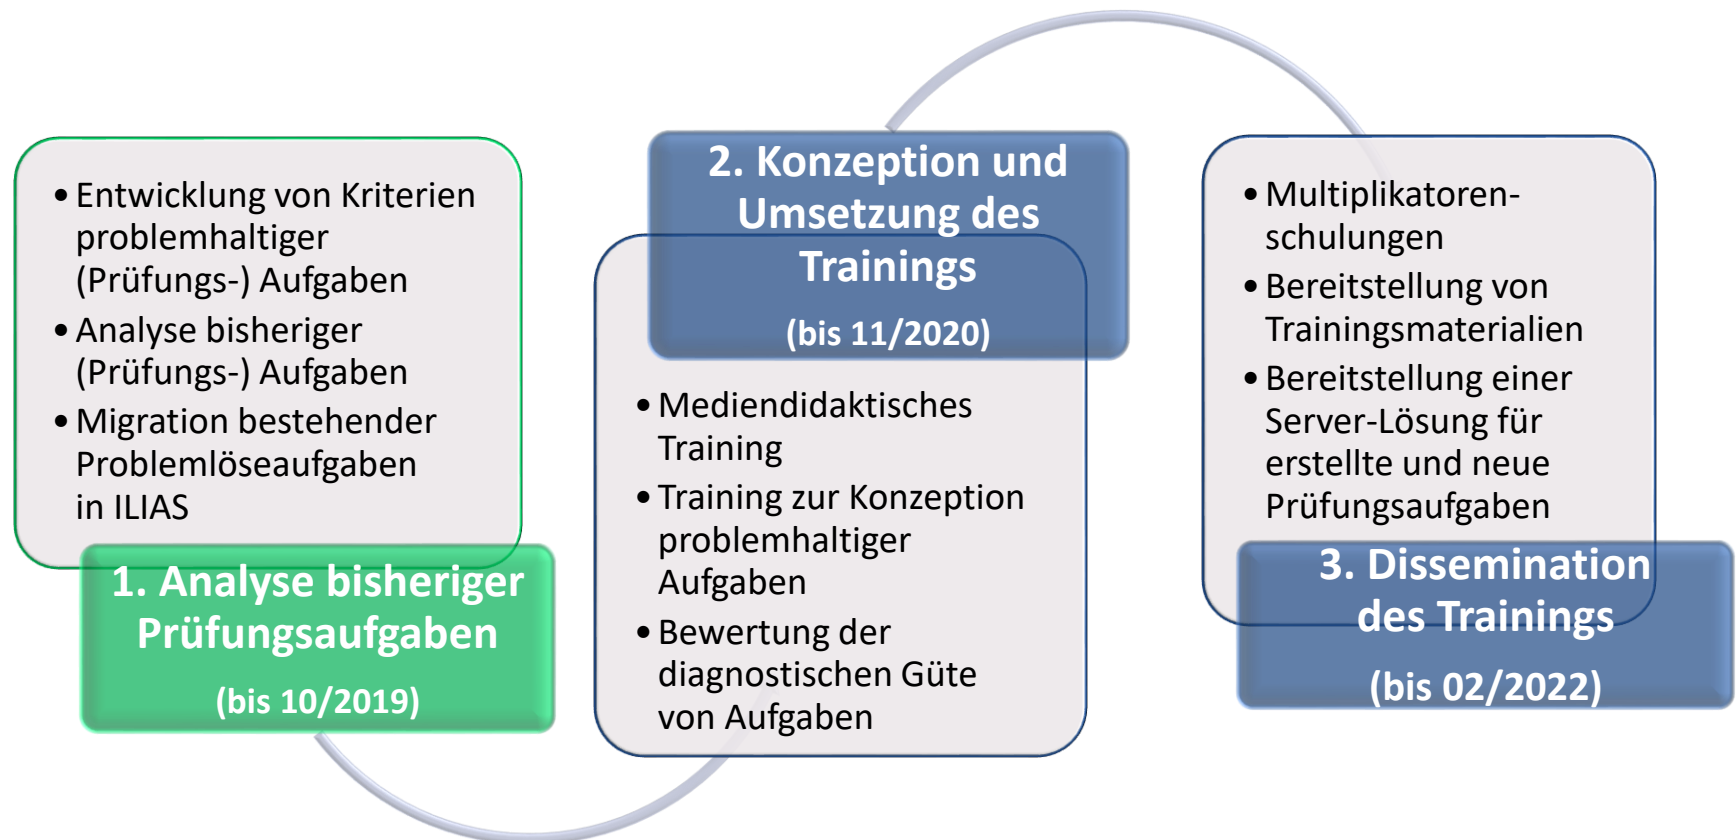 • Entwicklung von Kriterien
problemhaltiger
(Prüfungs-) Aufgaben
• Analyse bisheriger
(Prüfungs-) Aufgaben
• Migration bestehender
Problemlöseaufgaben
in ILIAS
1. Analyse bisheriger
Prüfungsaufgaben
(bis 10/2019)
2. Konzeption und
Umsetzung des
Trainings
(bis 11/2020)
• Mediendidaktisches
Training
• Training zur Konzeption
problemhaltiger
Aufgaben
• Bewertung der
diagnostischen Güte
von Aufgaben
• Multiplikatoren-
schulungen
• Bereitstellung von
Trainingsmaterialien
• Bereitstellung einer
Server-Lösung für
erstellte und neue
Prüfungsaufgaben
3. Dissemination
des Trainings
(bis 02/2022)